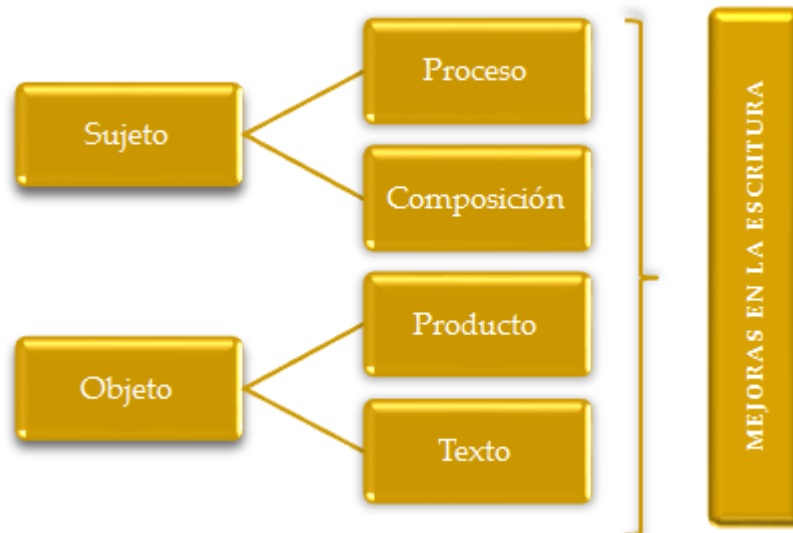 Sujeto
Proceso
Composición
Objeto
Producto
Texto
MEJORAS EN LA ESCRITURA